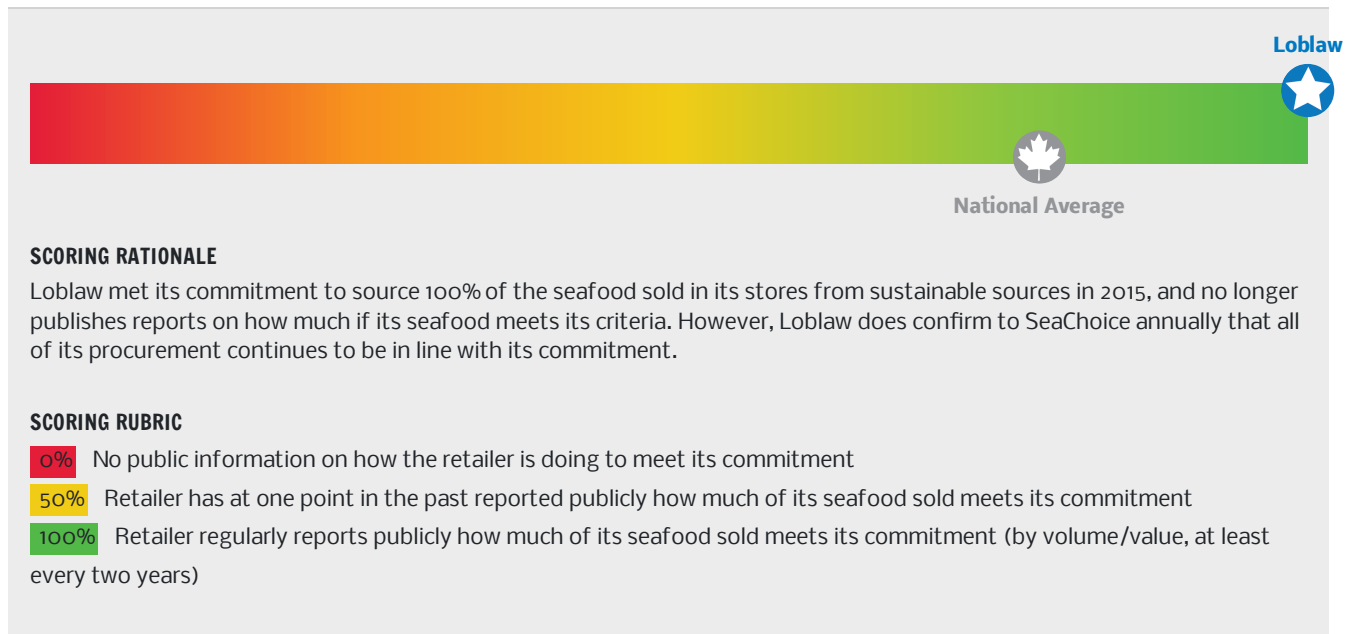 Loblaw
National Average
SCORING RATIONALE
Loblaw met its commitment to source 100% of the seafood sold in its stores from sustainable sources in 2015, and no longer
publishes reports on how much if its seafood meets its criteria. However, Loblaw does confirm to SeaChoice annually that all
of its procurement continues to be in line with its commitment.
SCORING RUBRIC
0% No public information on how the retailer is doing to meet its commitment
50% Retailer has at one point in the past reported publicly how much of its seafood sold meets its commitment
100% Retailer regularly reports publicly how much of its seafood sold meets its commitment (by volume/value, at least
every two years)